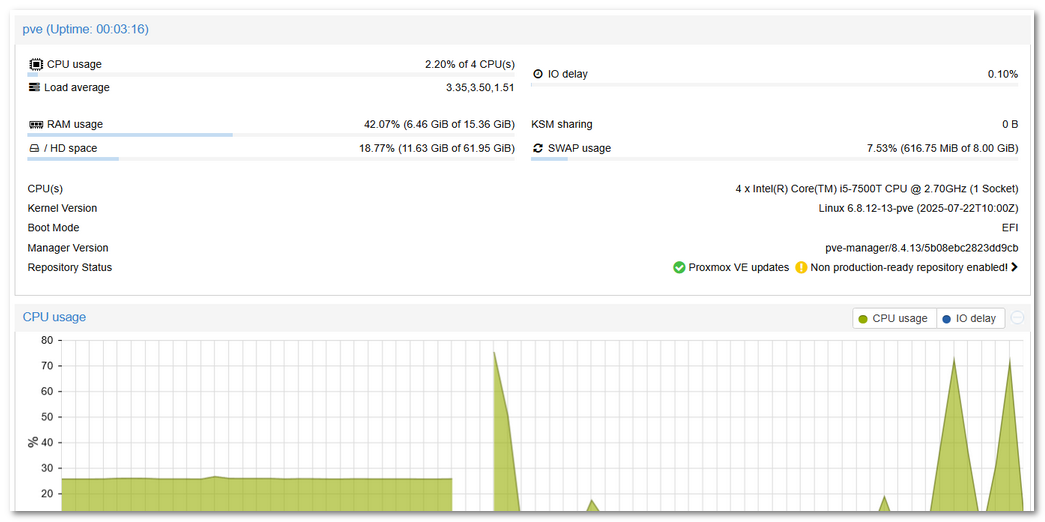 pve (Uptime: 00:03:16)
CPU usage 2.20% of 4 CPU(s)
IO delay 0.10%
Load average 3.35,3.50,1.51
RAM usage 42.07% (6.46 GiB of 15.36 GiB)
KSM sharing 0 B
/ HD space 18.77% (11.63 GiB of 61.95 GiB)
SWAP usage 7.53% (616.75 MiB of 8.00 GiB)
CPU(s) 4 x Intel(R) Core(TM) i5-7500T CPU @ 2.70GHz (1 Socket)
Kernel Version Linux 6.8.12-13-pve (2025-07-22T10:00Z)
Boot Mode EFI
Manager Version pve-manager/8.4.13/5b08ebc2823dd9cb
Repository Status Proxmox VE updates Non production-ready repository enabled!
CPU usage
CPU usage IO delay
80
70
60
50
%
40
30
20